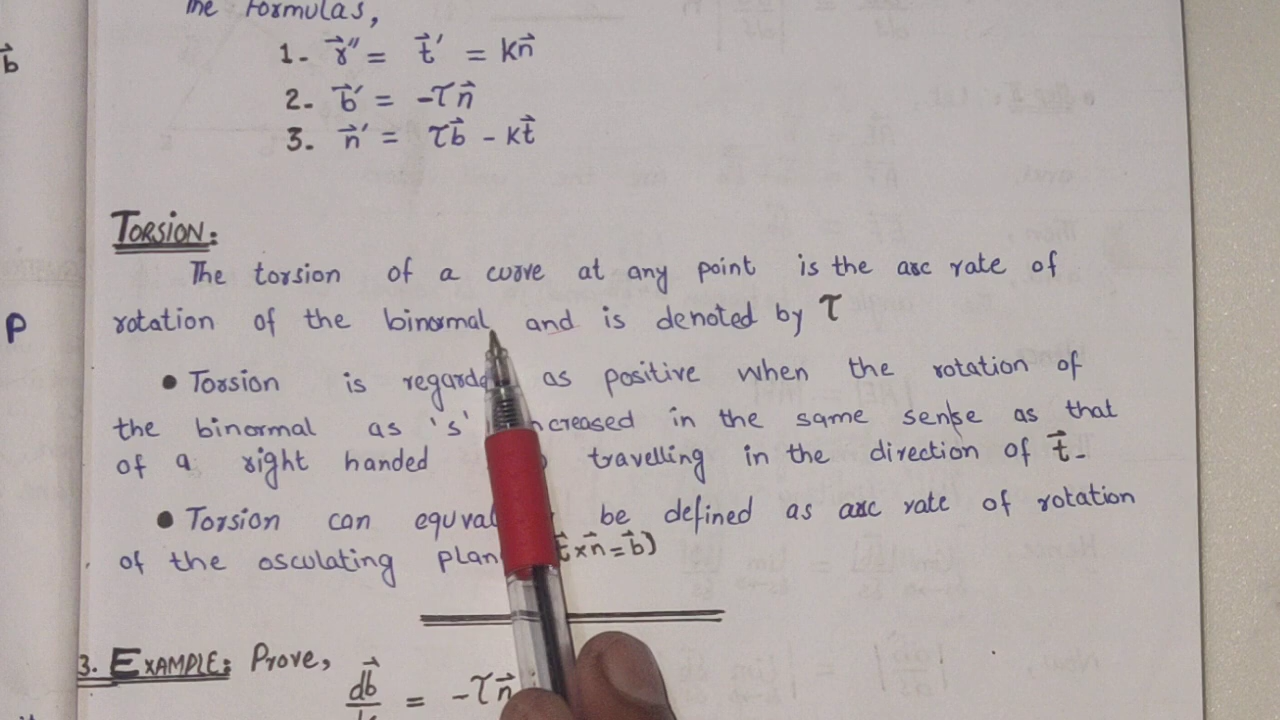 The Formulas,
1. r⃗″ = t⃗′ = kn⃗
b⃗
2. b⃗′ = -τn⃗
3. n⃗′ = τb⃗ - kt⃗
TORSION:
The torsion of a curve at any point is the arc rate of
P
rotation of the binormal and is denoted by τ
• Torsion is regarded as positive when the rotation of
the binormal as 's' increased in the same sense as that
of a right handed travelling in the direction of t⃗.
• Torsion can be defined as arc rate of rotation
of the osculating plane t⃗×n⃗=b⃗)
3. EXAMPLE: Prove,
db⃗ = -τn⃗